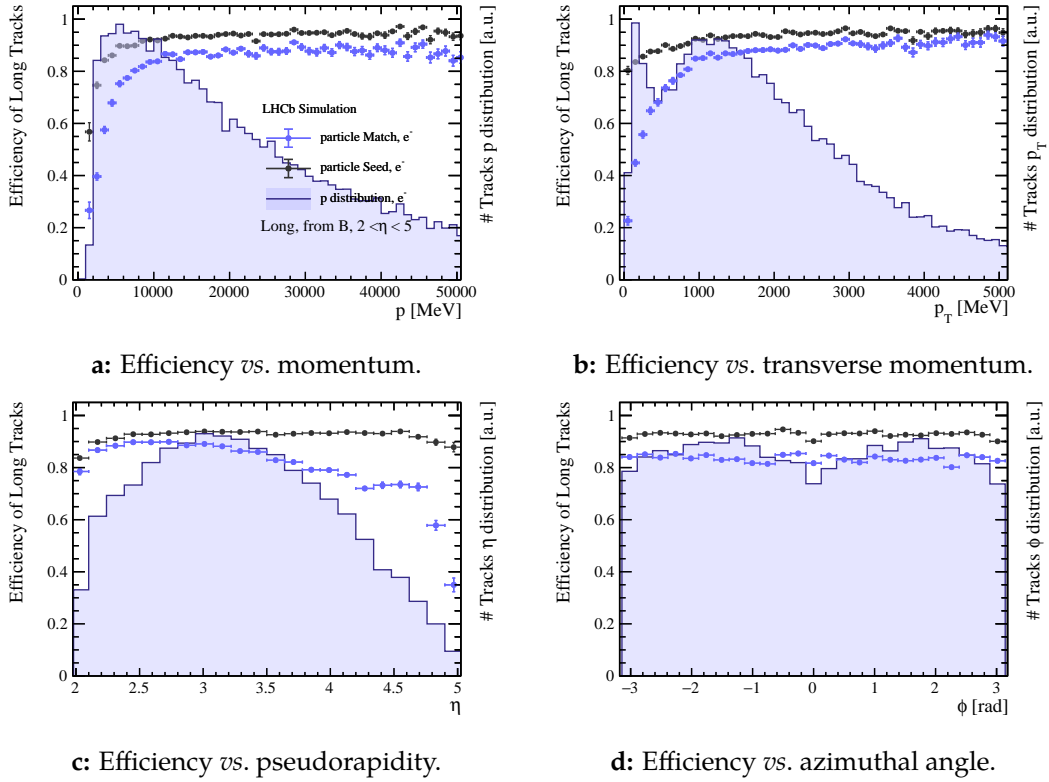 Efficiency of Long Tracks
1
0.8
0.6
0.4
0.2
0
LHCb Simulation
particle Match, e⁻
particle Seed, e⁻
p distribution, e⁻
Long, from B, 2 <η < 5
0 10000 20000 30000 40000 50000
p [MeV]
# Tracks p distribution [a.u.]
Efficiency of Long Tracks
1
0.8
0.6
0.4
0.2
0
0 1000 2000 3000 4000 5000
p_T [MeV]
# Tracks p_T distribution [a.u.]
a: Efficiency vs. momentum.
b: Efficiency vs. transverse momentum.
Efficiency of Long Tracks
1
0.8
0.6
0.4
0.2
0
2 2.5 3 3.5 4 4.5 5
η
# Tracks η distribution [a.u.]
Efficiency of Long Tracks
1
0.8
0.6
0.4
0.2
0
−3 −2 −1 0 1 2 3
ϕ [rad]
# Tracks ϕ distribution [a.u.]
c: Efficiency vs. pseudorapidity.
d: Efficiency vs. azimuthal angle.